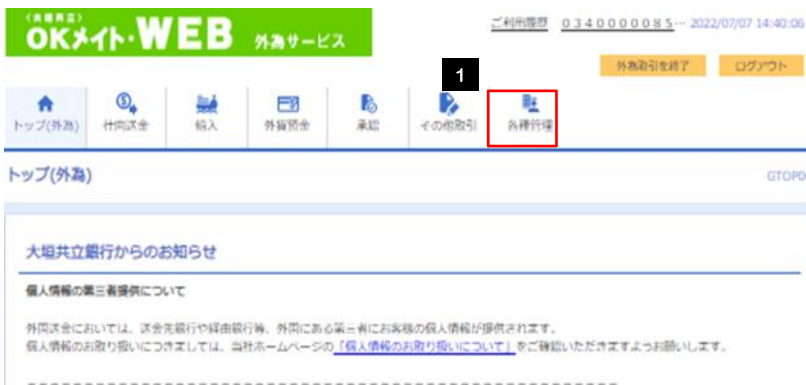 〈大垣共立〉
OKメイト・WEB 外為サービス
ご利用履歴 0340000085… 2022/07/07 14:40:06
外為取引を終了 ログアウト
1
トップ(外為) 仕向送金 輸入 外貨預金 承認 その他取引 各種管理
トップ(外為) GTOP0
大垣共立銀行からのお知らせ
個人情報の第三者提供について
外国送金においては、送金先銀行や経由銀行等、外国にある第三者にお客様の個人情報が提供されます。
個人情報のお取り扱いにつきましては、当社ホームページの「個人情報のお取り扱いについて」をご確認いただきますようお願いします。